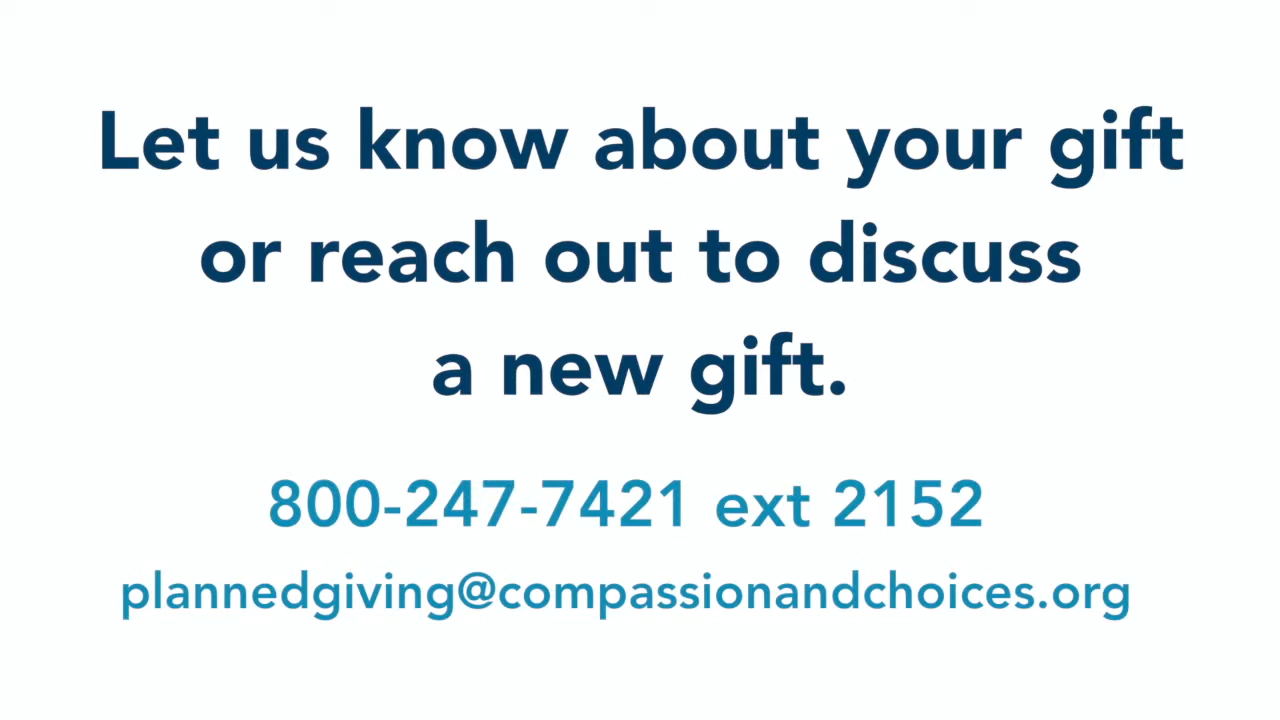 Let us know about your gift
or reach out to discuss
a new gift.
800-247-7421 ext 2152
plannedgiving@compassionandchoices.org